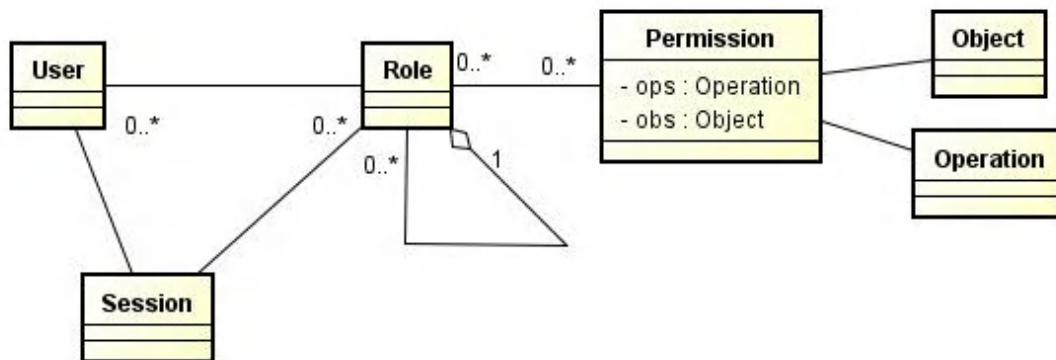 User
Role
Permission
- ops : Operation
- obs : Object
Object
Operation
Session
0..*
0..*
0..*
0..*
0..*
1